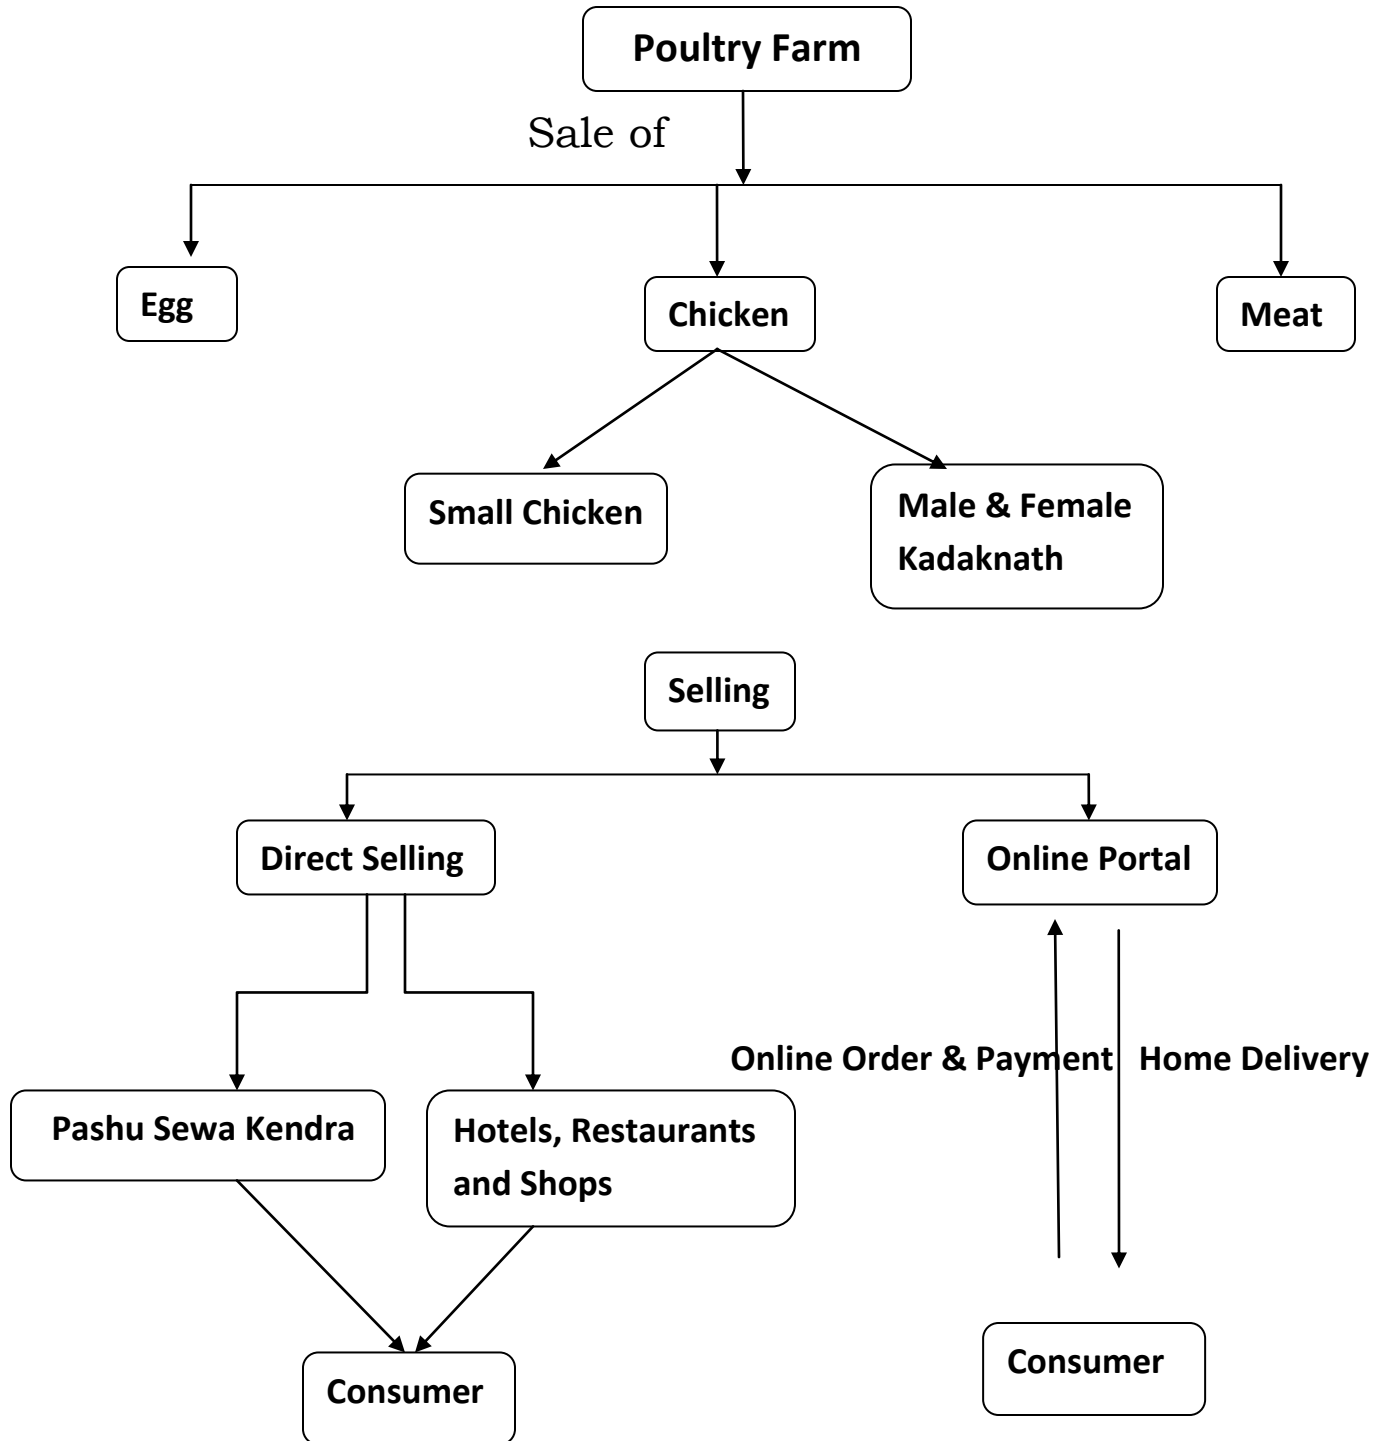 Poultry Farm
Sale of
Egg
Chicken
Meat
Small Chicken
Male & Female
Kadaknath
Selling
Direct Selling
Online Portal
Online Order & Payment
Home Delivery
Pashu Sewa Kendra
Hotels, Restaurants
and Shops
Consumer
Consumer